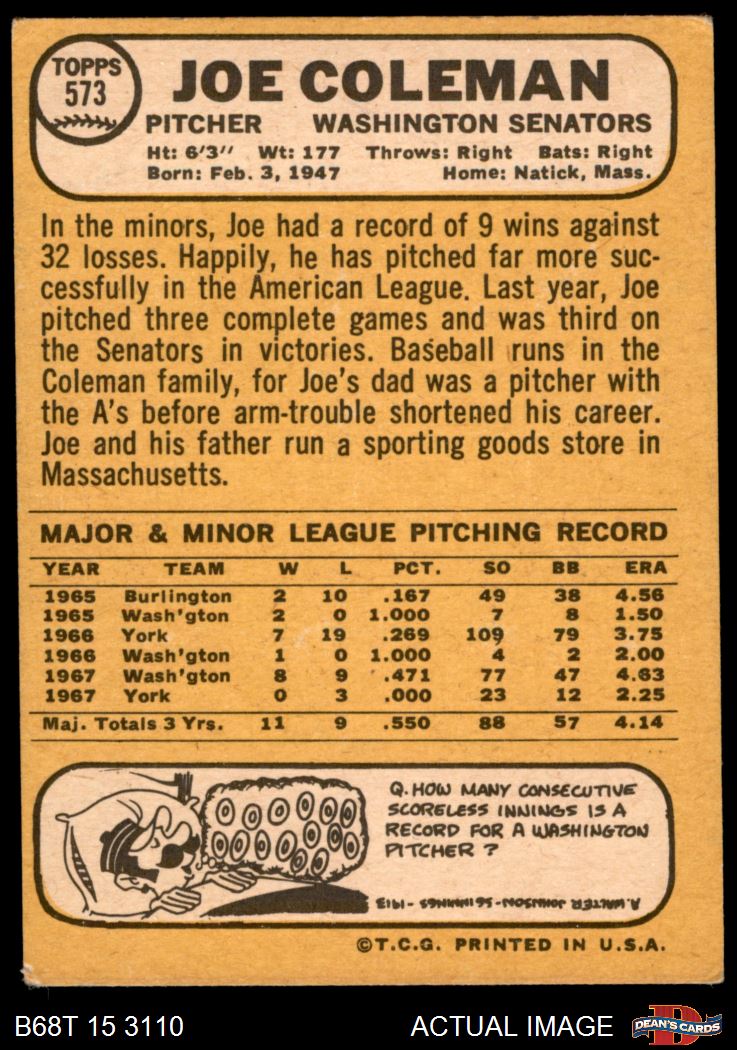 TOPPS
573
JOE COLEMAN
PITCHER WASHINGTON SENATORS
Ht: 6'3'' Wt: 177 Throws: Right Bats: Right
Born: Feb. 3, 1947 Home: Natick, Mass.
In the minors, Joe had a record of 9 wins against
32 losses. Happily, he has pitched far more suc-
cessfully in the American League. Last year, Joe
pitched three complete games and was third on
the Senators in victories. Baseball runs in the
Coleman family, for Joe's dad was a pitcher with
the A's before arm-trouble shortened his career.
Joe and his father run a sporting goods store in
Massachusetts.
MAJOR & MINOR LEAGUE PITCHING RECORD
YEAR TEAM W L PCT. SO BB ERA
1965 Burlington 2 10 .167 49 38 4.56
1965 Wash'gton 2 0 1.000 7 8 1.50
1966 York 7 19 .269 109 79 3.75
1966 Wash'gton 1 0 1.000 4 2 2.00
1967 Wash'gton 8 9 .471 77 47 4.63
1967 York 0 3 .000 23 12 2.25
Maj. Totals 3 Yrs. 11 9 .550 88 57 4.14
Q. HOW MANY CONSECUTIVE
SCORELESS INNINGS IS A
RECORD FOR A WASHINGTON
PITCHER ?
A. WALTER JOHNSON - 56 INNINGS - 1913
©T.C.G. PRINTED IN U.S.A.
B68T 15 3110 ACTUAL IMAGE DEAN'S CARDS